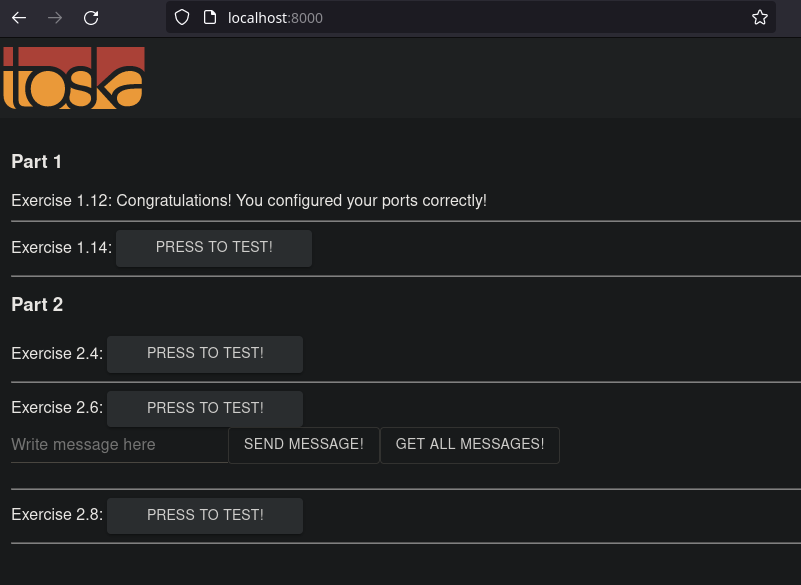 localhost:8000
toska
Part 1
Exercise 1.12: Congratulations! You configured your ports correctly!
Exercise 1.14: PRESS TO TEST!
Part 2
Exercise 2.4: PRESS TO TEST!
Exercise 2.6: PRESS TO TEST!
Write message here SEND MESSAGE! GET ALL MESSAGES!
Exercise 2.8: PRESS TO TEST!